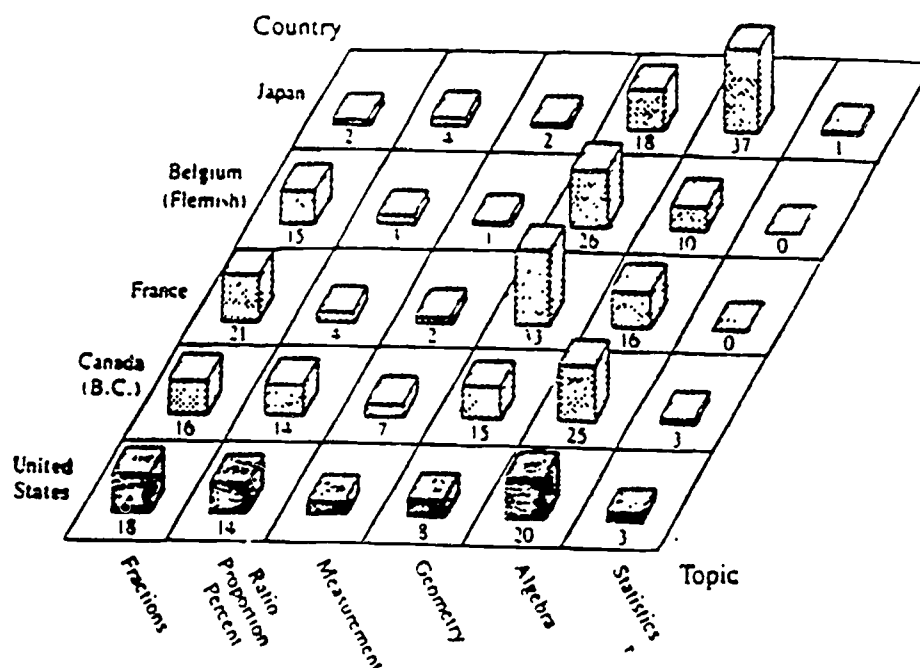 Country
Japan
2 4 2 18 37 1
Belgium
(Flemish)
15 1 26 10 0
France
21 4 2 33 16 0
Canada
(B.C.)
16 14 7 15 25 3
United
States
18 14 8 20 3
Fractions
Ratio
Proportion
Percent
Measurement
Geometry
Algebra
Statistics
Topic